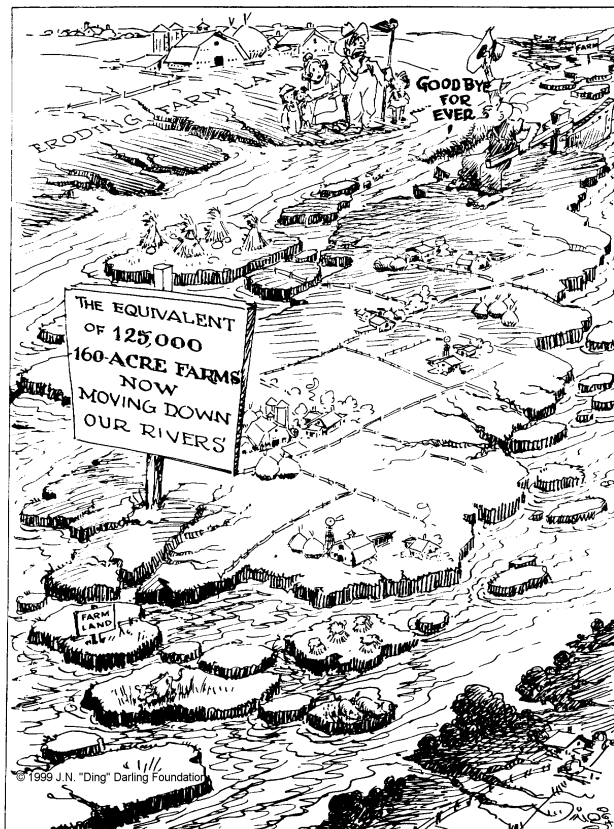 FARM
GOOD BYE
FOR
EVER
!
ERODING FARM LAND
THE EQUIVALENT
OF 125,000
160-ACRE FARMS
NOW
MOVING DOWN
OUR RIVERS
FARM
LAND
© 1999 J.N. "Ding" Darling Foundation
DING